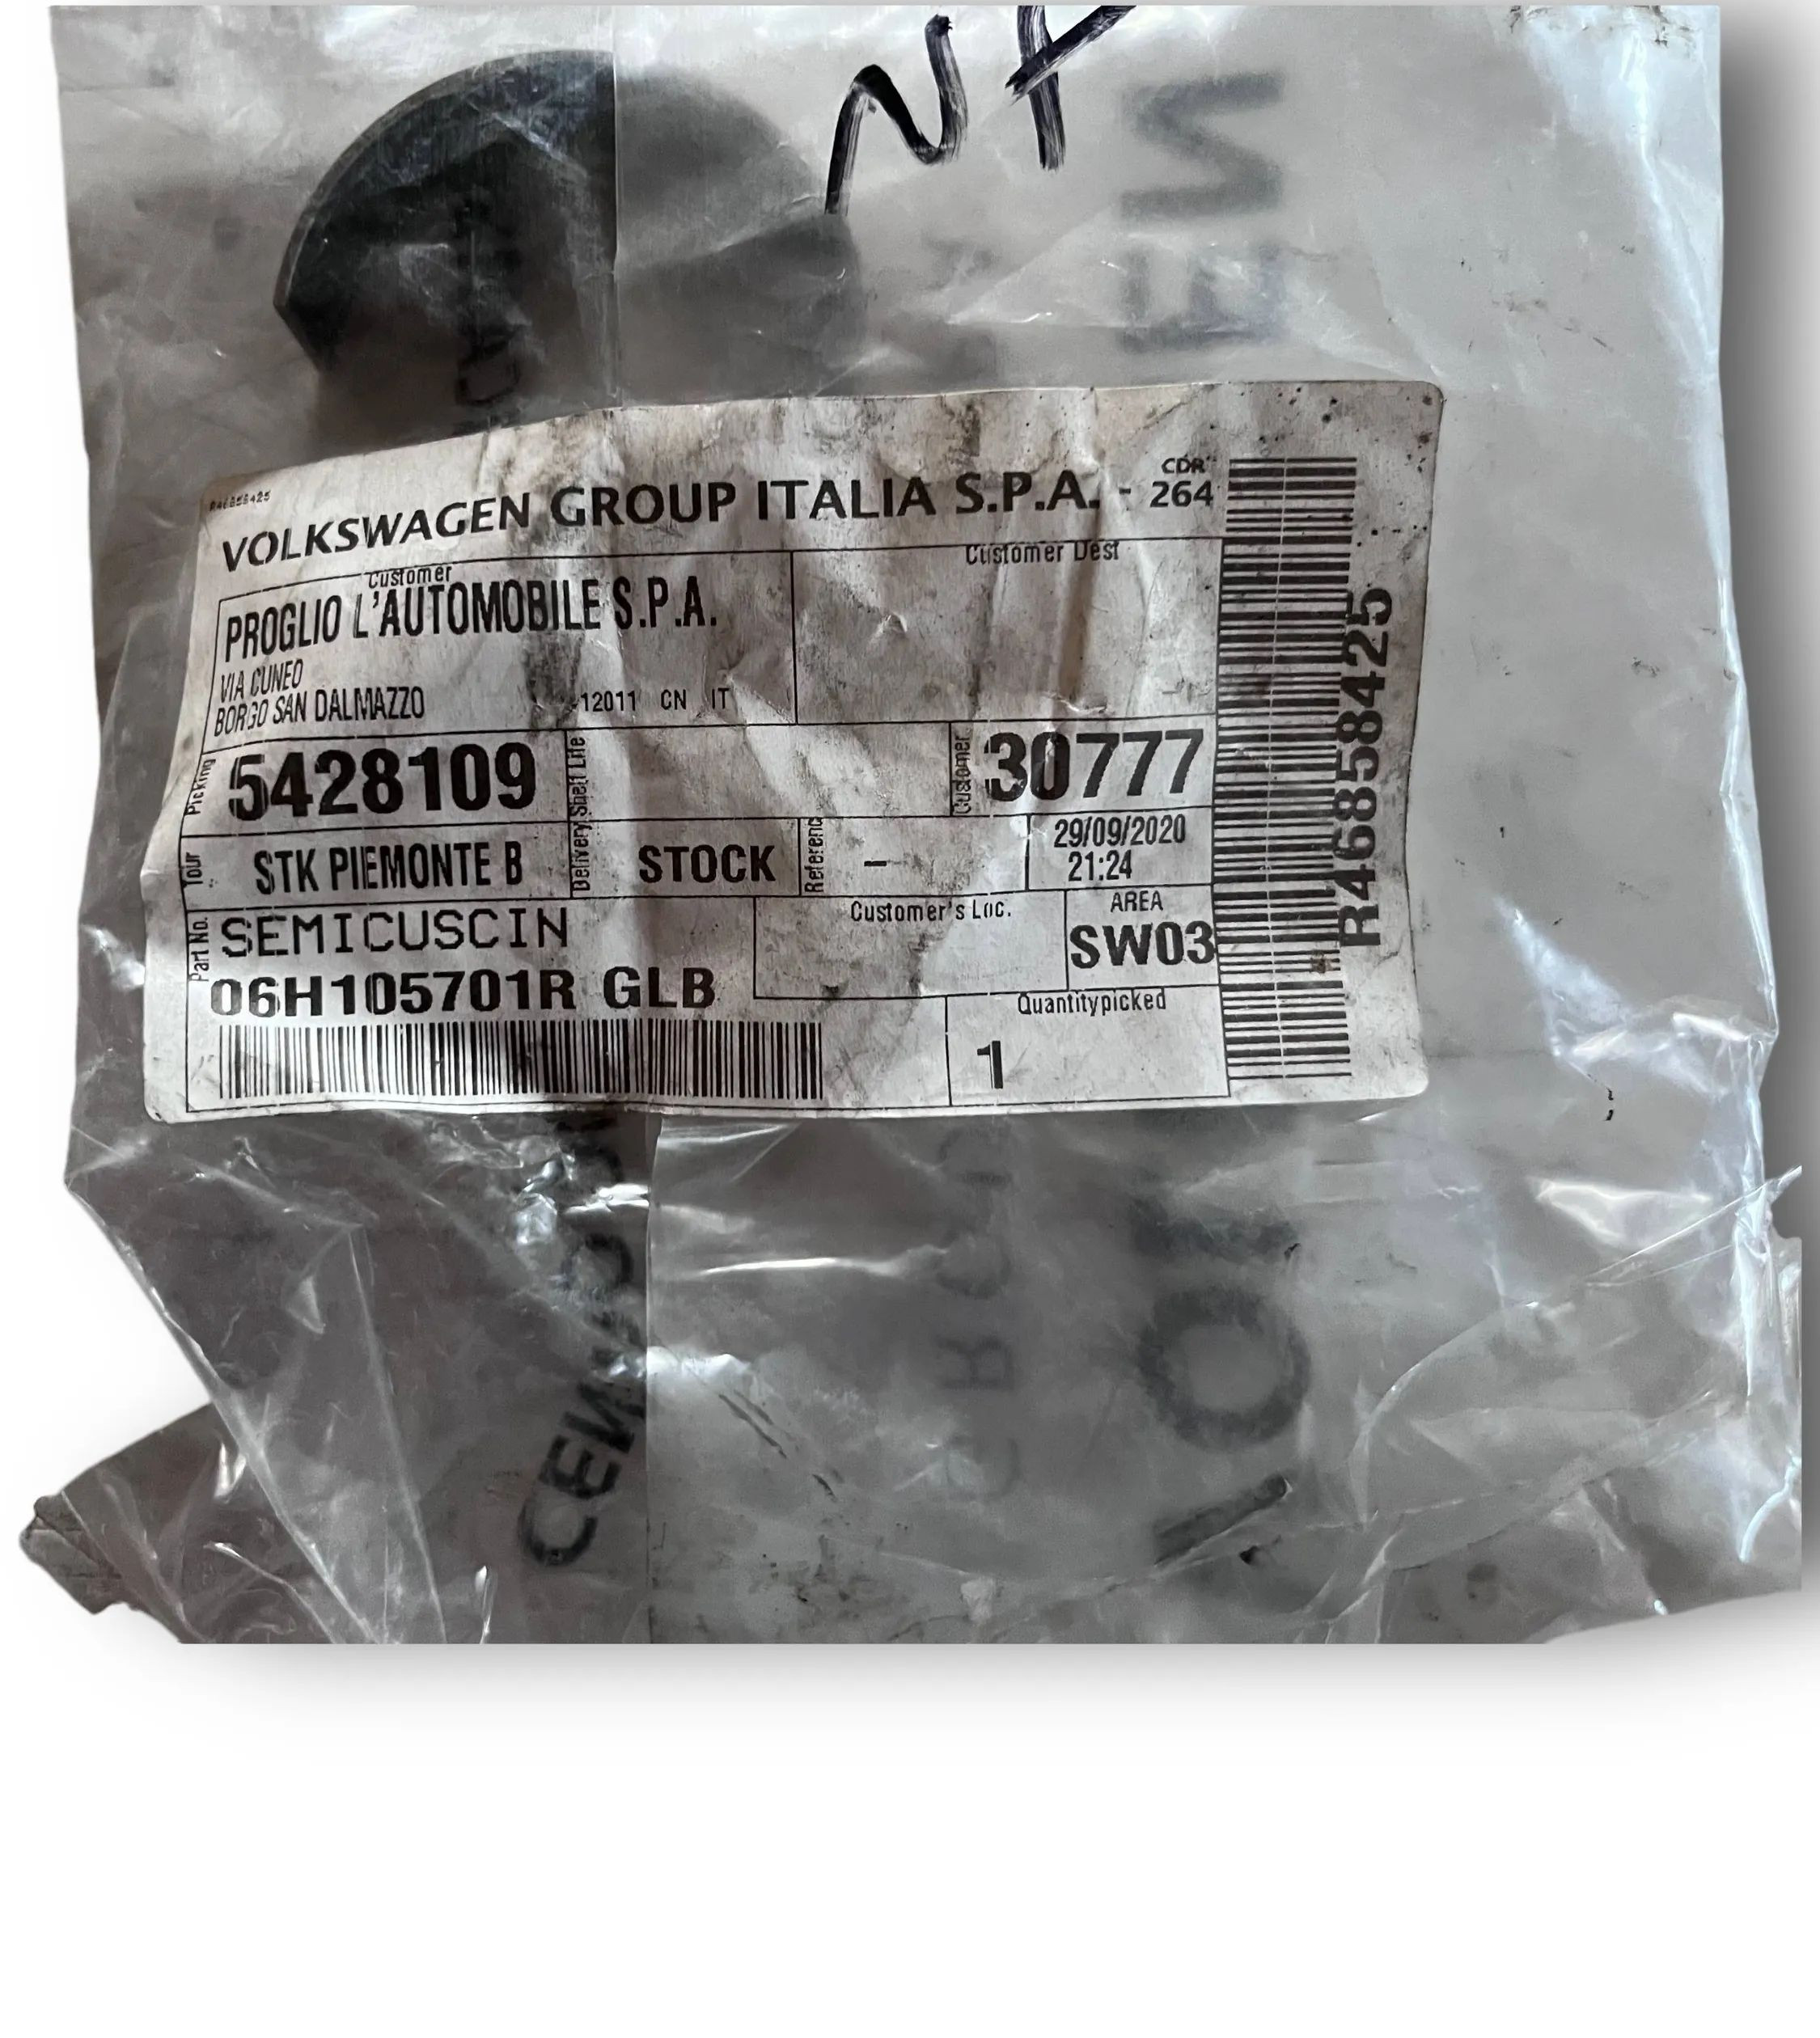 R46858425
VOLKSWAGEN GROUP ITALIA S.P.A. -
CDR
264
Customer
PROGLIO L'AUTOMOBILE S.P.A.
VIA CUNEO
BORGO SAN DALMAZZO
12011 CN IT
Customer Dest
Picking
5428109
Delivery Shelf Life
Customer
30777
Tour
STK PIEMONTE B
STOCK
Referenc
-
29/09/2020
21:24
Part No.
SEMICUSCIN
06H105701R GLB
Customer's Loc.
AREA
SW03
Quantitypicked
1
R46858425